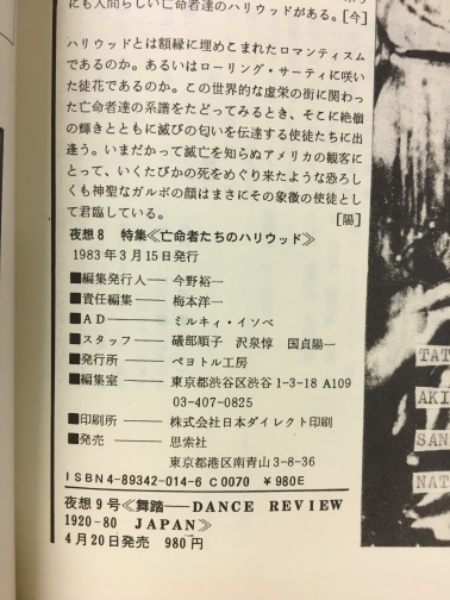 にも人間らしい亡命者達のハリウッドがある。[今]
ハリウッドとは額縁に埋めこまれたロマンティスム
であるのか。あるいはローリング・サーティに咲い
た徒花であるのか。この世界的な虚栄の街に関わっ
た亡命者達の系譜をたどってみるとき、そこに絶嶺
の輝きとともに滅びの匂いを伝達する使徒たちに出
逢う。いまだかつて滅亡を知らぬアメリカの観客に
とって、いくたびかの死をめぐり来たような恐ろし
くも神聖なガルボの顔はまさにその象徴の使徒とし
て君臨している。 [陽]
夜想8 特集≪亡命者たちのハリウッド≫
1983年3月15日発行
■編集発行人── 今野裕一
■責任編集── 梅本洋一
■AD── ミルキィ・イソベ
■スタッフ── 礒部順子 沢泉惇 国貞陽一
■発行所── ペヨトル工房
■編集室── 東京都渋谷区渋谷1-3-18 A109
03-407-0825
■印刷所── 株式会社日本ダイレクト印刷
■発売── 思索社
東京都港区南青山3-8-36
ISBN4-89342-014-6 C0070 ¥980E
夜想9号≪舞踏──DANCE REVIEW
1920-80 JAPAN≫
4月20日発売 980円
TAT
AKI
SAN
NAT